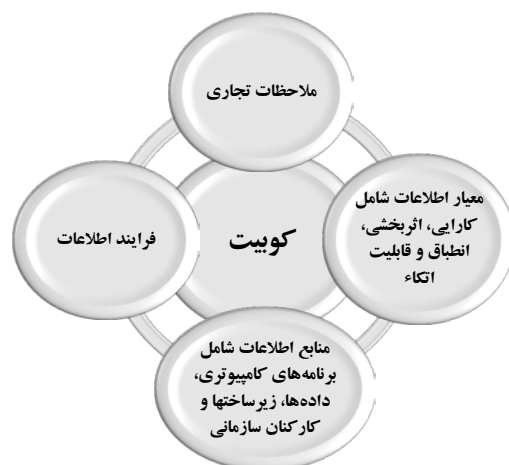 ملاحظات تجاری
معیار اطلاعات شامل
کارایی، اثربخشی،
انطباق و قابلیت
اتکاء
کوبیت
فرایند اطلاعات
منابع اطلاعات شامل
برنامه‌های کامپیوتری،
داده‌ها، زیرساختها و
کارکنان سازمانی